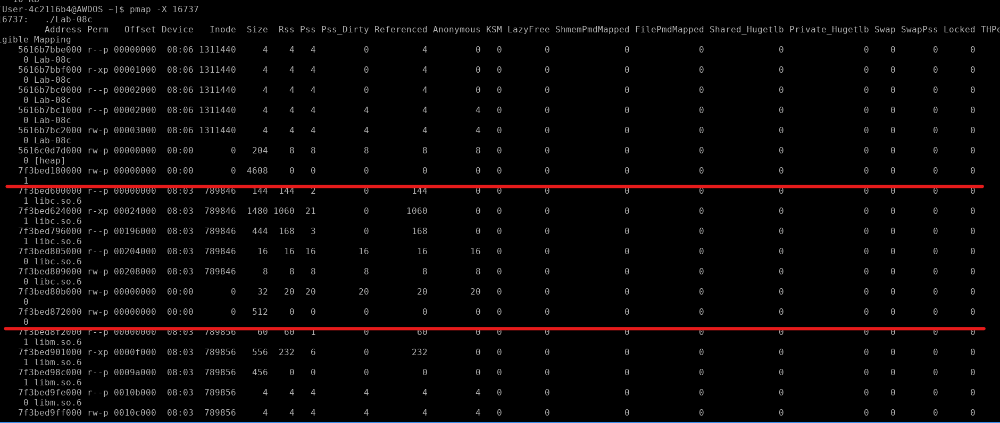 [User-4c2116b4@AWDOS ~]$ pmap -X 16737
16737:   ./Lab-08c
Address Perm   Offset Device   Inode  Size  Rss Pss Pss_Dirty Referenced Anonymous KSM LazyFree ShmemPmdMapped FilePmdMapped Shared_Hugetlb Private_Hugetlb Swap SwapPss Locked THPe
igible Mapping
5616b7bbe000 r--p 00000000  08:06 1311440     4    4   4         0          4         0   0        0              0             0              0               0    0       0      0
0 Lab-08c
5616b7bbf000 r-xp 00001000  08:06 1311440     4    4   4         0          4         0   0        0              0             0              0               0    0       0      0
0 Lab-08c
5616b7bc0000 r--p 00002000  08:06 1311440     4    4   4         0          4         0   0        0              0             0              0               0    0       0      0
0 Lab-08c
5616b7bc1000 r--p 00002000  08:06 1311440     4    4   4         4          4         4   0        0              0             0              0               0    0       0      0
0 Lab-08c
5616b7bc2000 rw-p 00003000  08:06 1311440     4    4   4         4          4         4   0        0              0             0              0               0    0       0      0
0 Lab-08c
5616c0d7d000 rw-p 00000000  00:00       0   204    8   8         8          8         8   0        0              0             0              0               0    0       0      0
0 [heap]
7f3bed180000 rw-p 00000000  00:00       0  4608    0   0         0          0         0   0        0              0             0              0               0    0       0      0
1
7f3bed600000 r--p 00000000  08:03  789846   144  144   2         0        144         0   0        0              0             0              0               0    0       0      0
1 libc.so.6
7f3bed624000 r-xp 00024000  08:03  789846  1480 1060  21         0       1060         0   0        0              0             0              0               0    0       0      0
1 libc.so.6
7f3bed796000 r--p 00196000  08:03  789846   444  168   3         0        168         0   0        0              0             0              0               0    0       0      0
1 libc.so.6
7f3bed805000 r--p 00204000  08:03  789846    16   16  16        16         16        16   0        0              0             0              0               0    0       0      0
0 libc.so.6
7f3bed809000 rw-p 00208000  08:03  789846     8    8   8         8          8         8   0        0              0             0              0               0    0       0      0
0 libc.so.6
7f3bed80b000 rw-p 00000000  00:00       0    32   20  20        20         20        20   0        0              0             0              0               0    0       0      0
0
7f3bed872000 rw-p 00000000  00:00       0   512    0   0         0          0         0   0        0              0             0              0               0    0       0      0
0
7f3bed8f2000 r--p 00000000  08:03  789856    60   60   1         0         60         0   0        0              0             0              0               0    0       0      0
1 libm.so.6
7f3bed901000 r-xp 0000f000  08:03  789856   556  232   6         0        232         0   0        0              0             0              0               0    0       0      0
1 libm.so.6
7f3bed98c000 r--p 0009a000  08:03  789856   456    0   0         0          0         0   0        0              0             0              0               0    0       0      0
1 libm.so.6
7f3bed9fe000 r--p 0010b000  08:03  789856     4    4   4         4          4         4   0        0              0             0              0               0    0       0      0
0 libm.so.6
7f3bed9ff000 rw-p 0010c000  08:03  789856     4    4   4         4          4         4   0        0              0             0              0               0    0       0      0